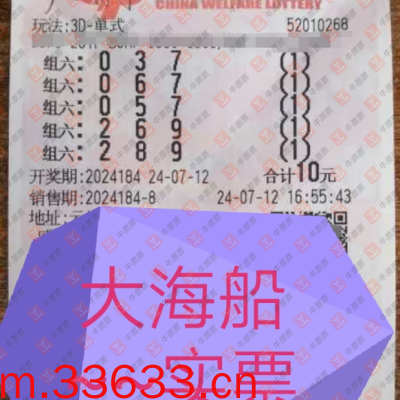 CHINA WELFARE LOTTERY
玩法:3D-单式 52010268
组六: 0 3 7 (1)
组六: 0 6 7 (1)
组六: 0 5 7 (1)
组六: 2 6 9 (1)
组六: 2 8 9 (1)
开奖期:2024184 24-07-12 合计10元
销售期:2024184-8 24-07-12 16:55:43
地址:
大海船
实票
m.33633.cn